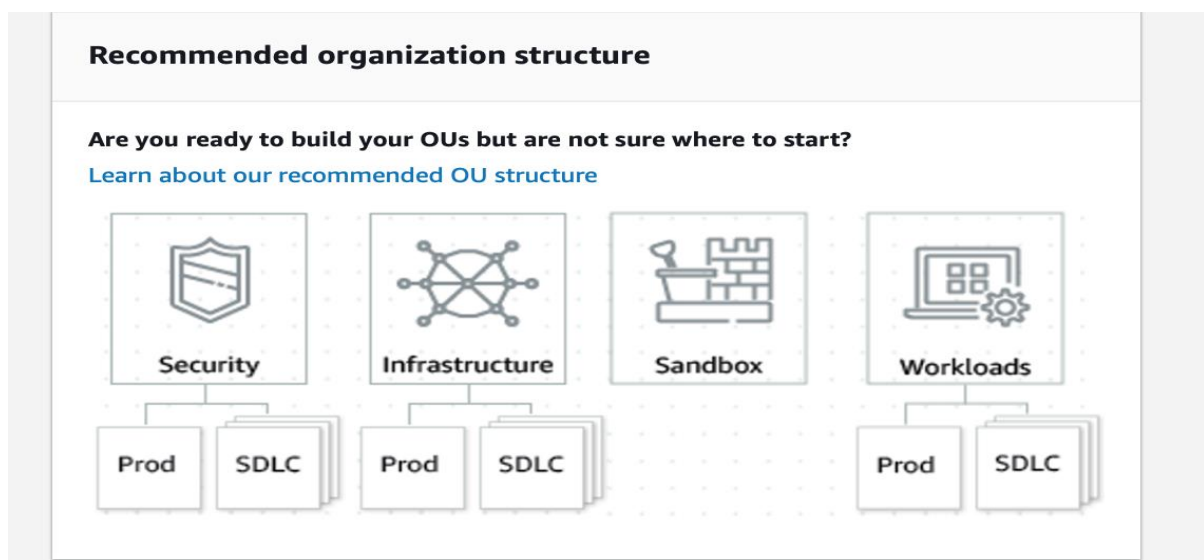 Recommended organization structure
Are you ready to build your OUs but are not sure where to start?
Learn about our recommended OU structure
Security
Infrastructure
Sandbox
Workloads
Prod
SDLC
Prod
SDLC
Prod
SDLC